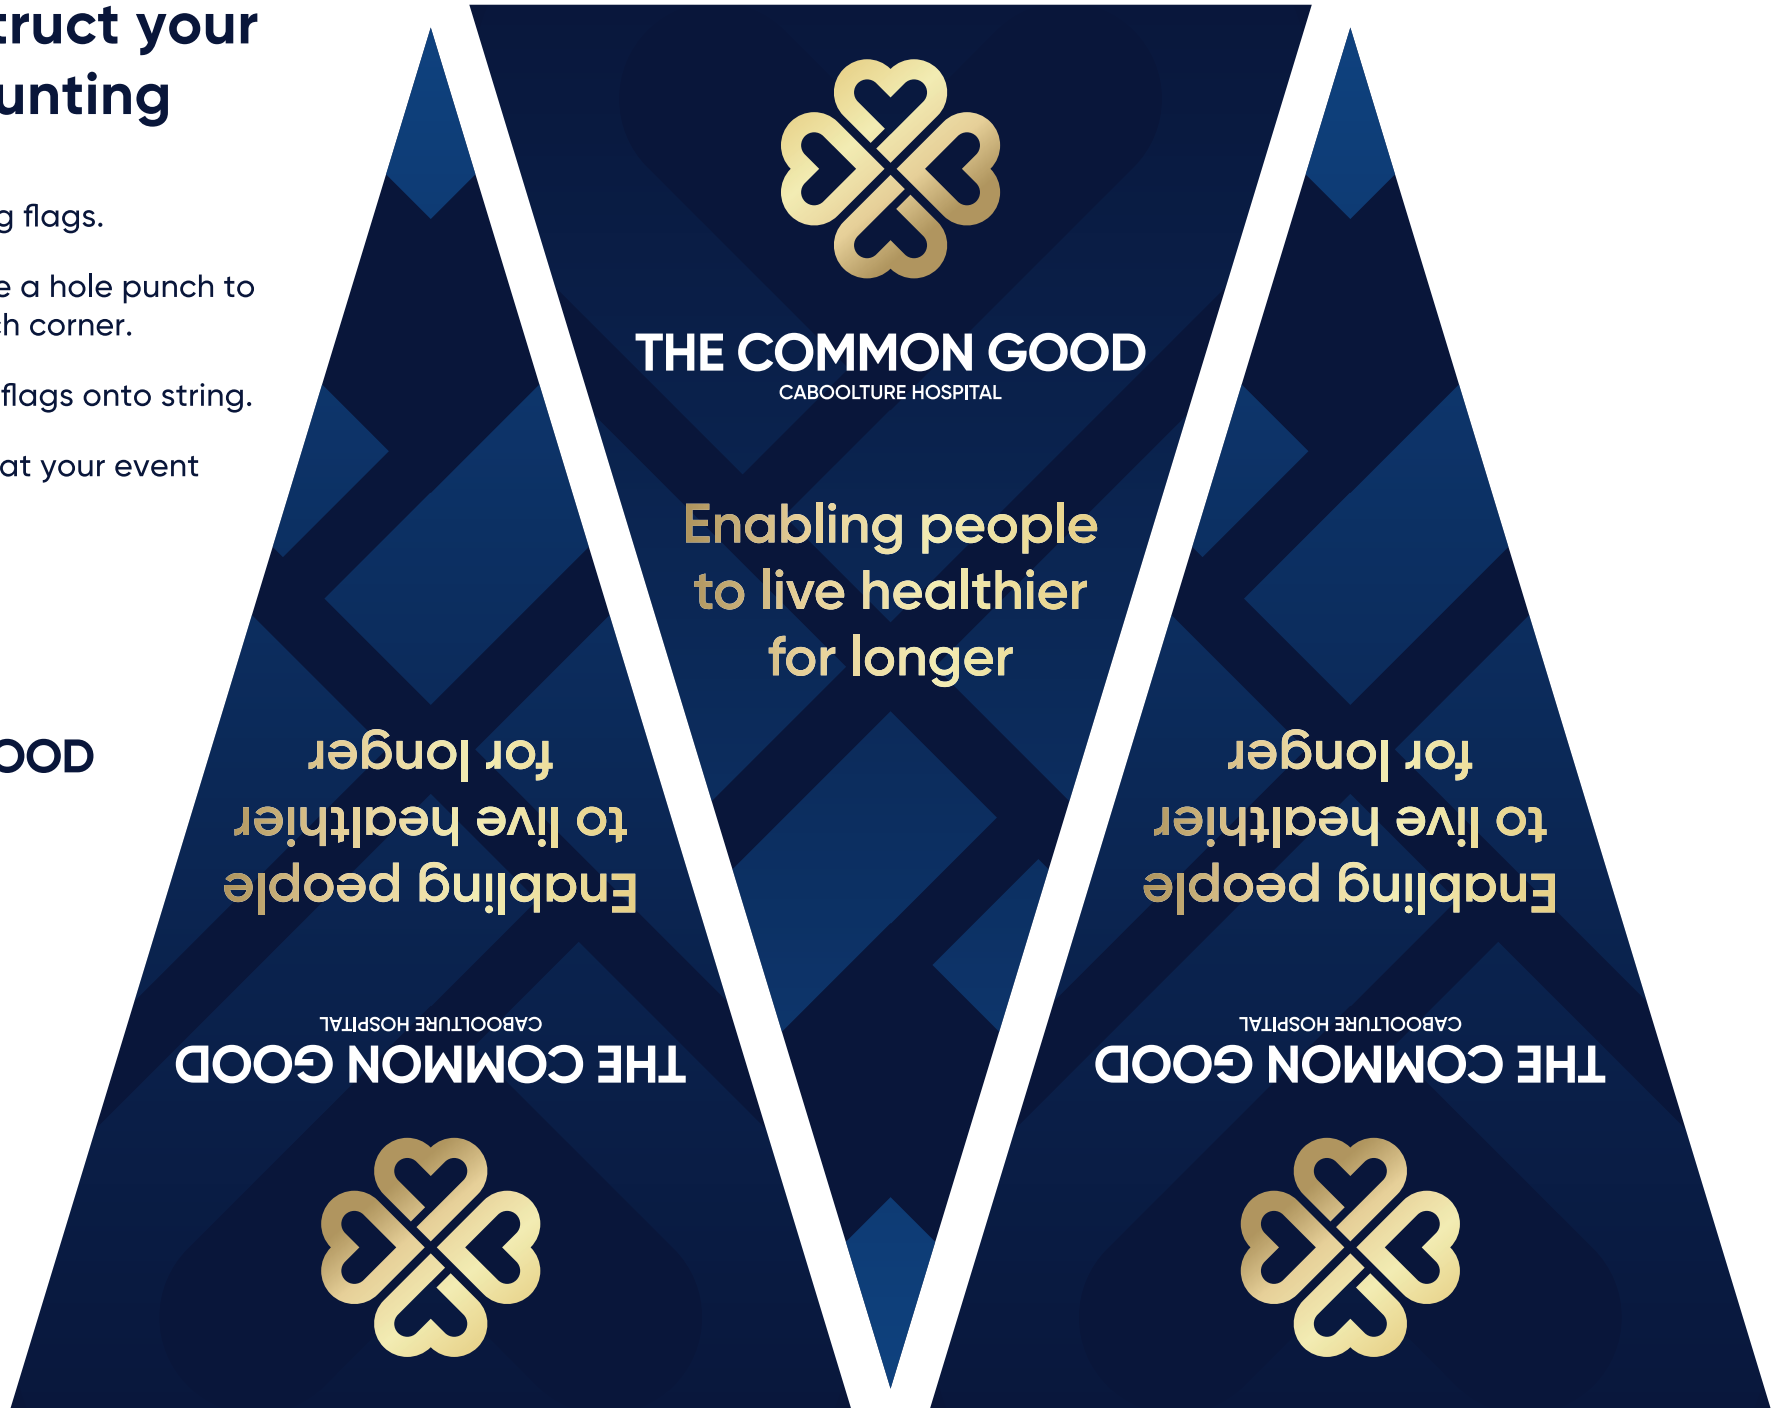 truct your
unting
g flags.
e a hole punch to
ch corner.
flags onto string.
at your event
OOD
THE COMMON GOOD
CABOOLTURE HOSPITAL
Enabling people
to live healthier
for longer
Enabling people
to live healthier
for longer
THE COMMON GOOD
CABOOLTURE HOSPITAL
Enabling people
to live healthier
for longer
THE COMMON GOOD
CABOOLTURE HOSPITAL